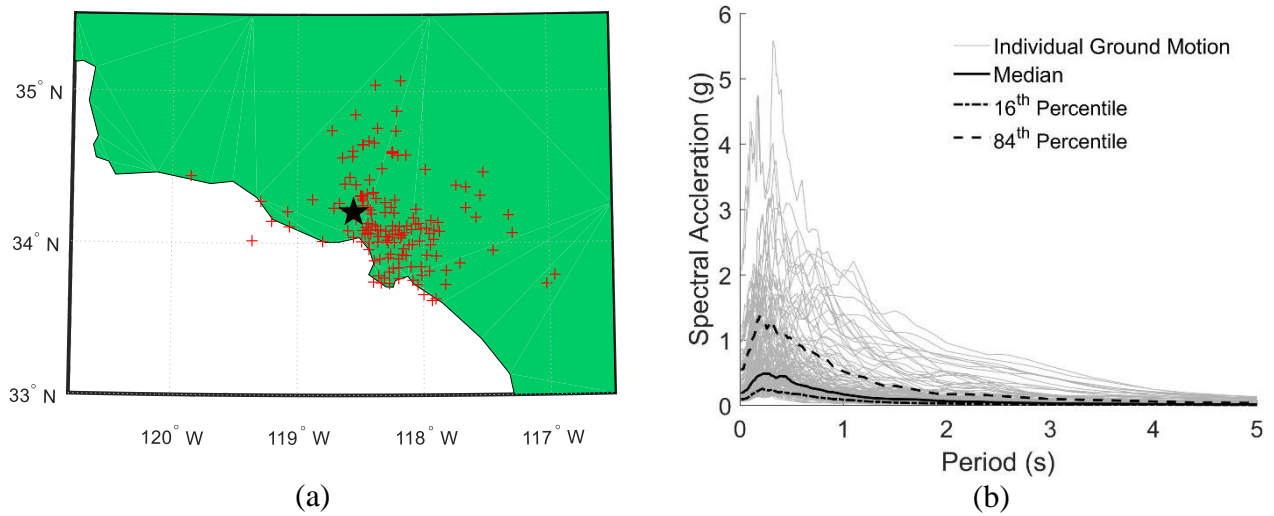 35° N
34° N
33° N
120° W
119° W
118° W
117° W
(a)
Spectral Accleration (g)
6
5
4
3
2
1
0
Individual Ground Motion
Median
16th Percentile
84th Percentile
0 1 2 3 4 5
Period (s)
(b)